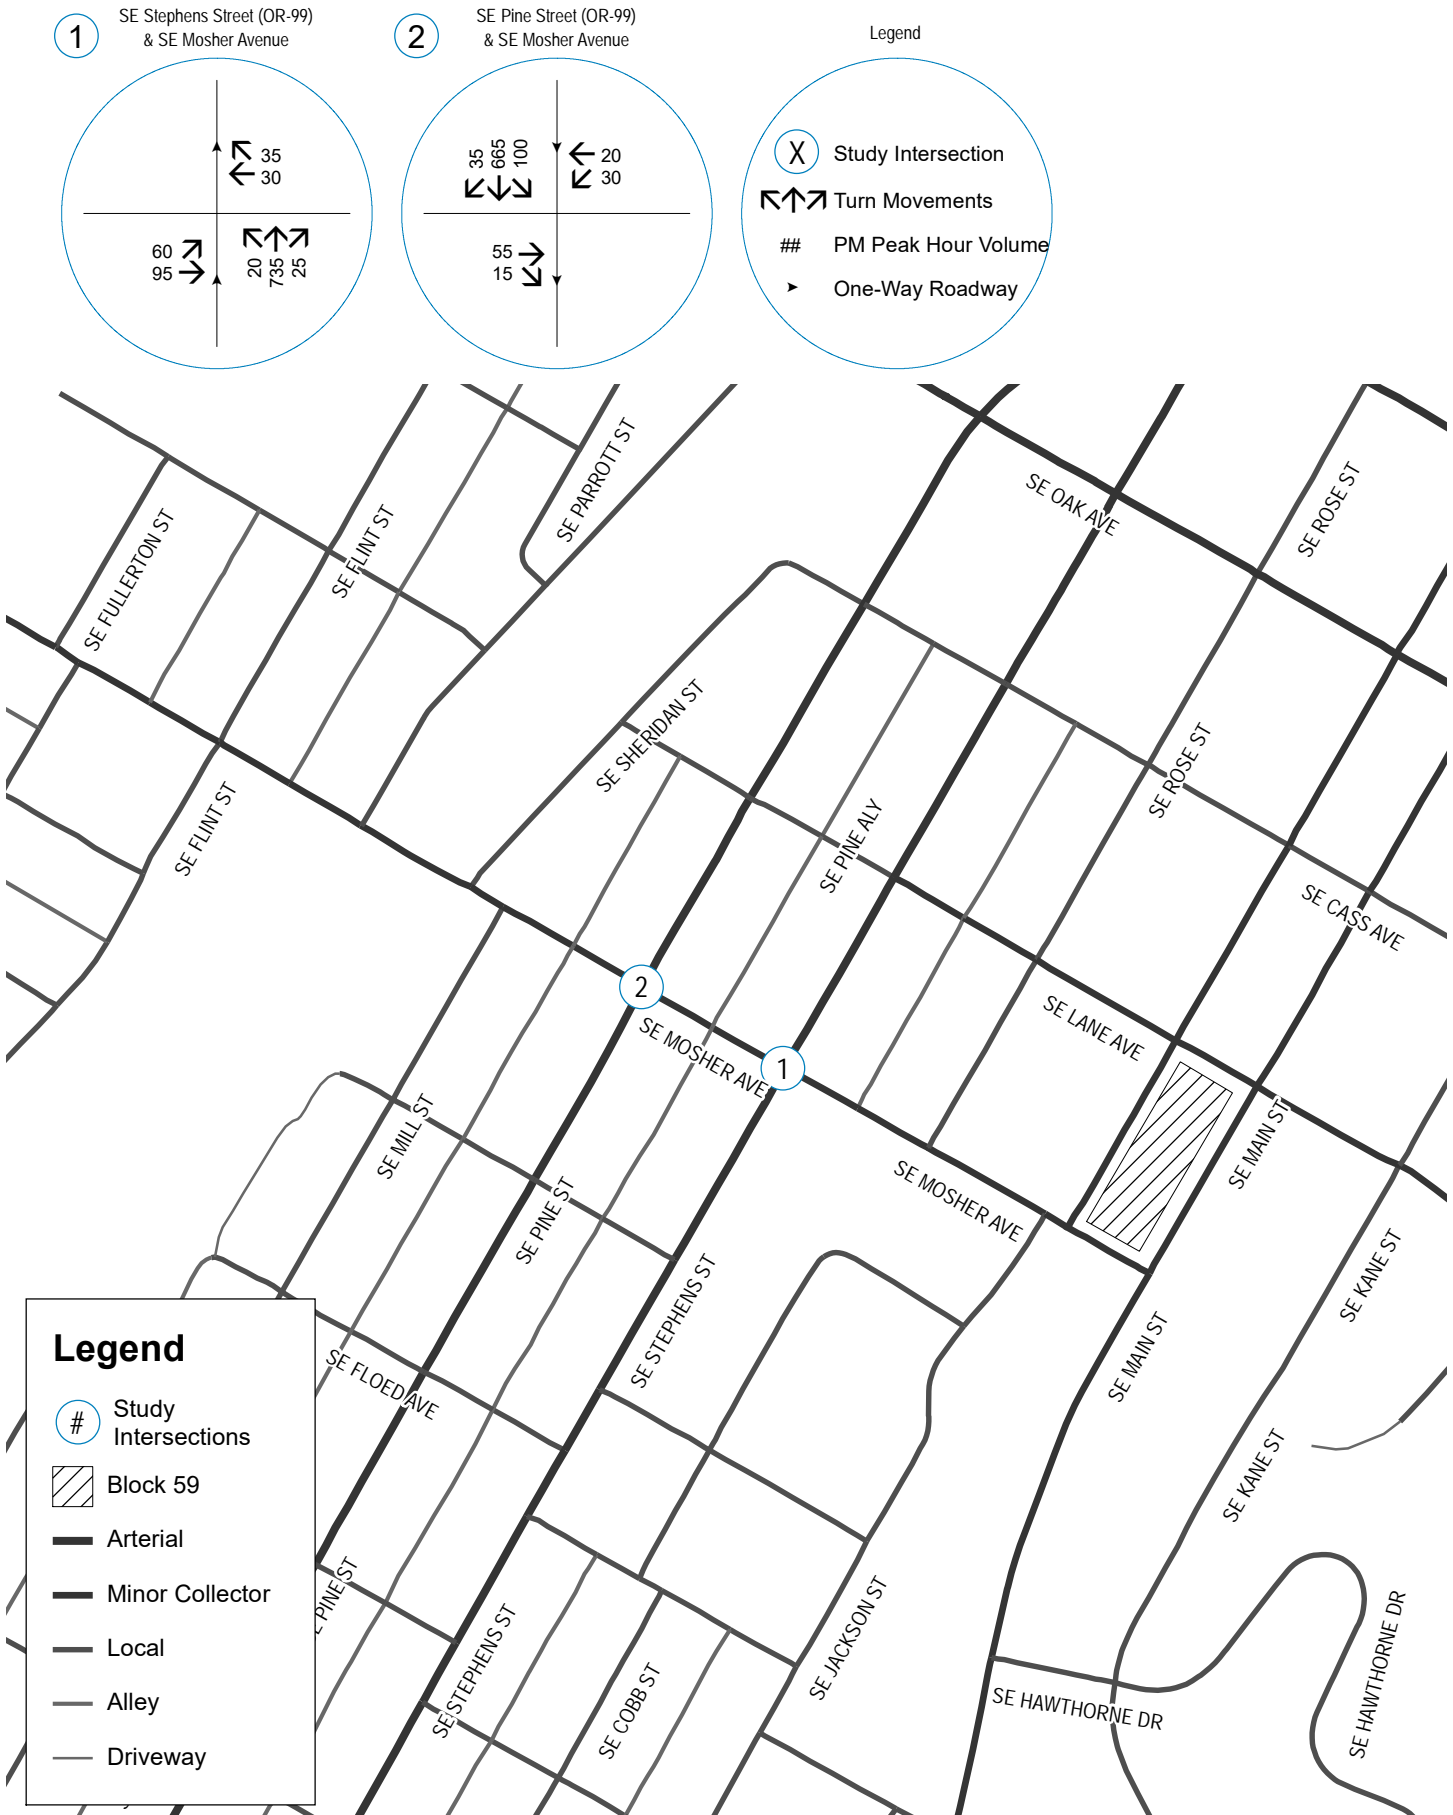 1
SE Stephens Street (OR-99)
& SE Mosher Avenue
2
SE Pine Street (OR-99)
& SE Mosher Avenue
Legend
35
30
60
95
20
735
25
35
665
100
20
30
55
15
X Study Intersection
Turn Movements
## PM Peak Hour Volume
One-Way Roadway
SE PARROTT ST
SE FLINT ST
SE FULLERTON ST
SE OAK AVE
SE ROSE ST
SE SHERIDAN ST
SE ROSE ST
SE FLINT ST
SE PINE ALY
SE CASS AVE
2
SE MOSHER AVE
1
SE LANE AVE
SE MILL ST
SE MAIN ST
SE PINE ST
SE MOSHER AVE
SE KANE ST
SE STEPHENS ST
SE MAIN ST
SE FLOED AVE
SE KANE ST
Legend
# Study
Intersections
Block 59
Arterial
Minor Collector
Local
Alley
Driveway
PINE ST
SE STEPHENS ST
SE COBB ST
SE JACKSON ST
SE HAWTHORNE DR
SE HAWTHORNE DR